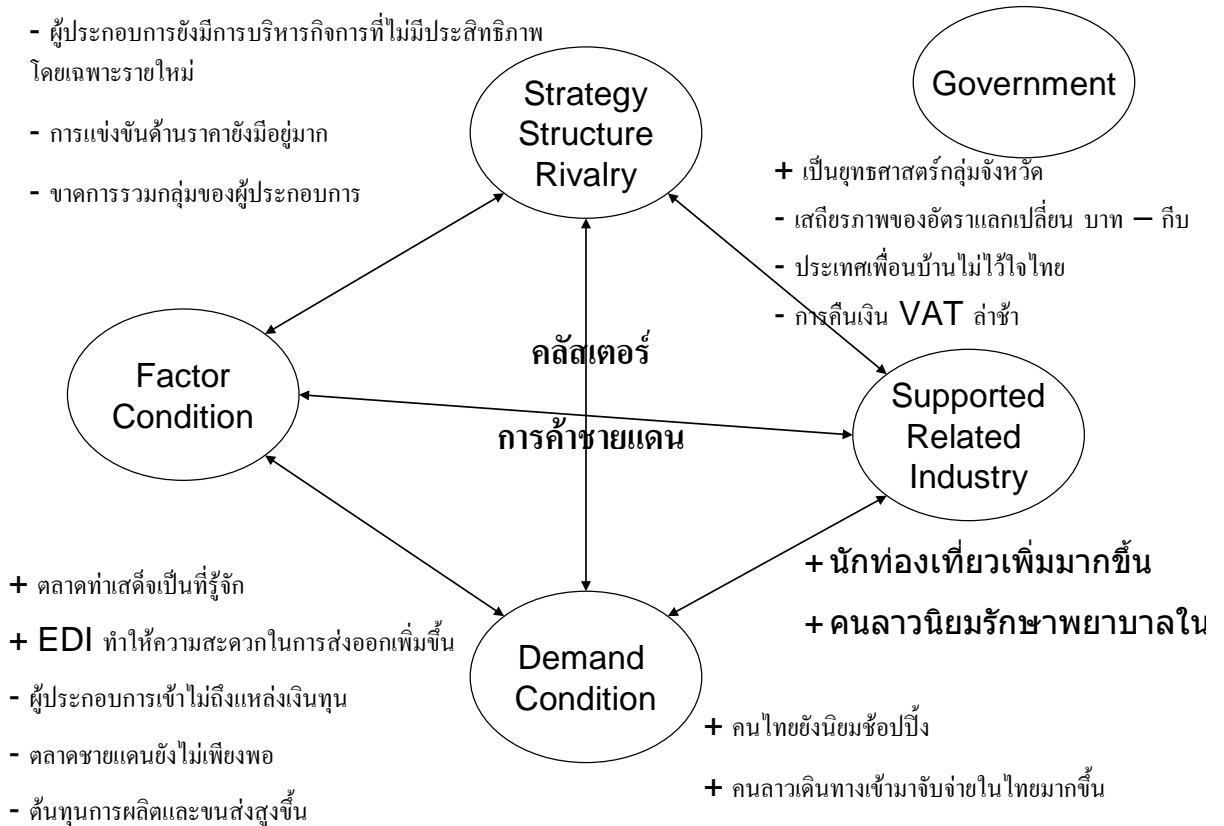 - ผู้ประกอบการยังมีการบริหารกิจการที่ไม่มีประสิทธิภาพ
โดยเฉพาะรายใหม่
- การแข่งขันด้านราคายังมีอยู่มาก
- ขาดการรวมกลุ่มของผู้ประกอบการ
Strategy
Structure
Rivalry
Government
+ เป็นยุทธศาสตร์กลุ่มจังหวัด
- เสถียรภาพของอัตราแลกเปลี่ยน บาท – กีบ
- ประเทศเพื่อนบ้านไม่ไว้ใจไทย
- การคืนเงิน VAT ล่าช้า
คลัสเตอร์
การค้าชายแดน
Factor
Condition
Supported
Related
Industry
+ นักท่องเที่ยวเพิ่มมากขึ้น
+ คนลาวนิยมรักษาพยาบาลใน
+ ตลาดท่าเสด็จเป็นที่รู้จัก
+ EDI ทำให้ความสะดวกในการส่งออกเพิ่มขึ้น
- ผู้ประกอบการเข้าไม่ถึงแหล่งเงินทุน
- ตลาดชายแดนยังไม่เพียงพอ
- ต้นทุนการผลิตและขนส่งสูงขึ้น
Demand
Condition
+ คนไทยยังนิยมช้อปปิ้ง
+ คนลาวเดินทางเข้ามาจับจ่ายในไทยมากขึ้น